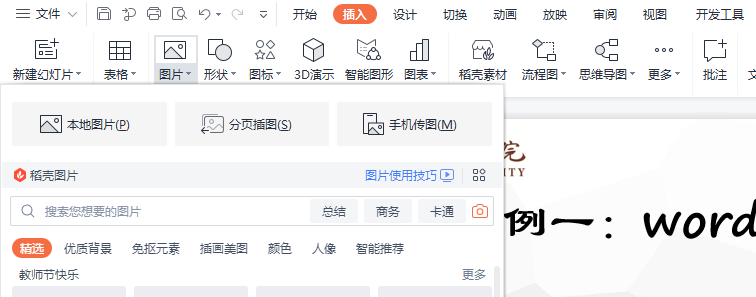 文件 开始 插入 设计 切换 动画 放映 审阅 视图 开发工具
新建幻灯片 表格 图片 形状 图标 3D演示 智能图形 图表 稻壳素材 流程图 思维导图 更多 批注 文
本地图片(P) 分页插图(S) 手机传图(M)
院
ITY
稻壳图片 图片使用技巧
搜索您想要的图片 总结 商务 卡通
例一：word
精选 优质背景 免抠元素 插画美图 颜色 人像 智能推荐
教师节快乐 更多